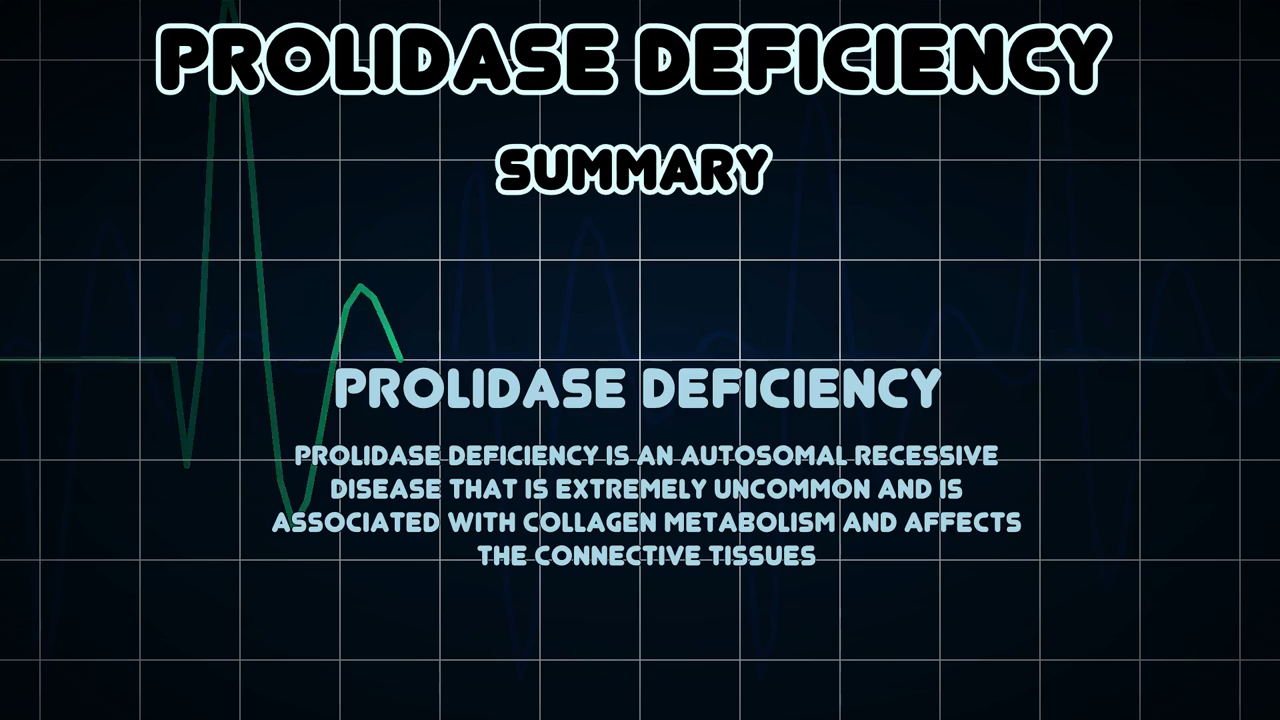 PROLIDASE DEFICIENCY
SUMMARY
PROLIDASE DEFICIENCY
PROLIDASE DEFICIENCY IS AN AUTOSOMAL RECESSIVE
DISEASE THAT IS EXTREMELY UNCOMMON AND IS
ASSOCIATED WITH COLLAGEN METABOLISM AND AFFECTS
THE CONNECTIVE TISSUES